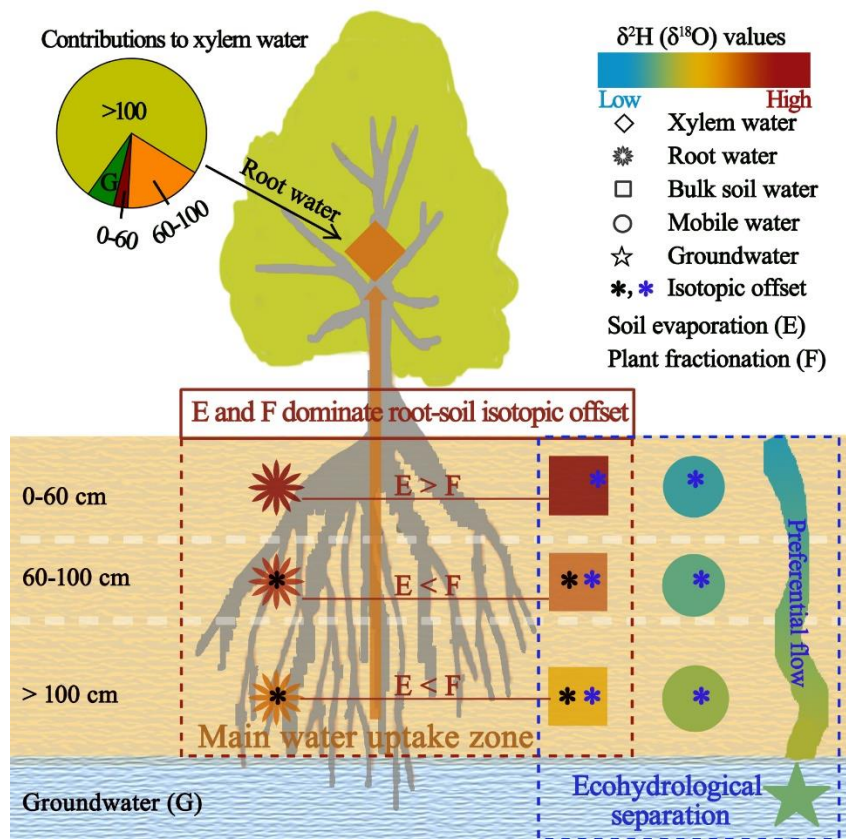 Contributions to xylem water
>100
G
0-60
60-100
Root water
δ²H (δ¹⁸O) values
Low
High
Xylem water
Root water
Bulk soil water
Mobile water
Groundwater
*, * Isotopic offset
Soil evaporation (E)
Plant fractionation (F)
E and F dominate root-soil isotopic offset
0-60 cm
E > F
60-100 cm
E < F
> 100 cm
E < F
Main water uptake zone
Preferential flow
Groundwater (G)
Ecohydrological
separation